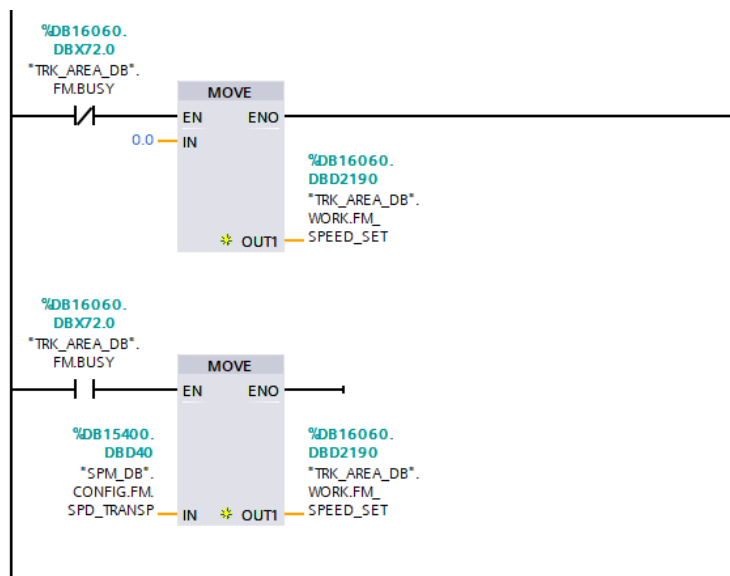 %DB16060.
DBX72.0
"TRK_AREA_DB".
FM.BUSY
MOVE
EN ENO
0.0 IN
%DB16060.
DBD2190
"TRK_AREA_DB".
WORK.FM_
OUT1 SPEED_SET
%DB16060.
DBX72.0
"TRK_AREA_DB".
FM.BUSY
MOVE
EN ENO
%DB15400.
DBD40
"SPM_DB".
CONFIG.FM.
SPD_TRANSP IN OUT1
%DB16060.
DBD2190
"TRK_AREA_DB".
WORK.FM_
SPEED_SET